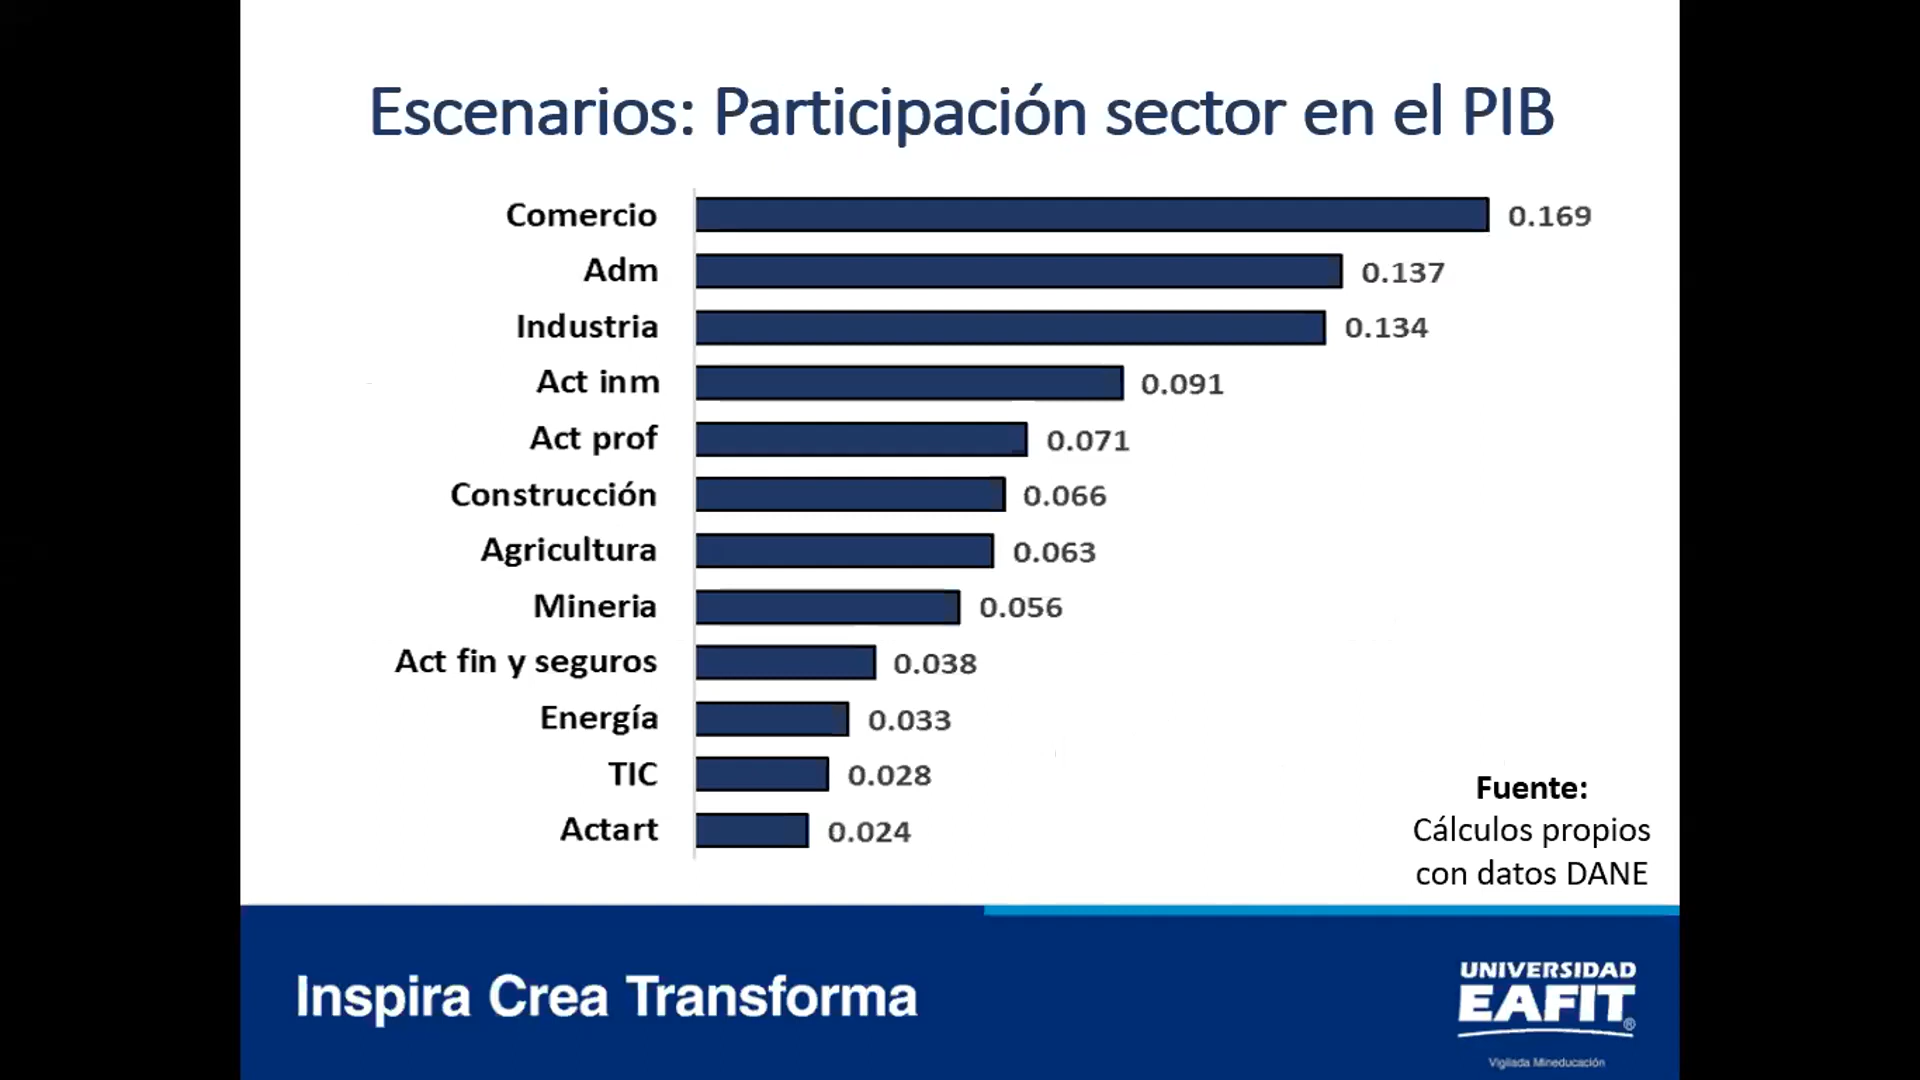 Escenarios: Participación sector en el PIB
Comercio 0.169
Adm 0.137
Industria 0.134
Act inm 0.091
Act prof 0.071
Construcción 0.066
Agricultura 0.063
Mineria 0.056
Act fin y seguros 0.038
Energía 0.033
TIC 0.028
Actart 0.024
Fuente:
Cálculos propios
con datos DANE
Inspira Crea Transforma
UNIVERSIDAD
EAFIT®
Vigilada Mineducación